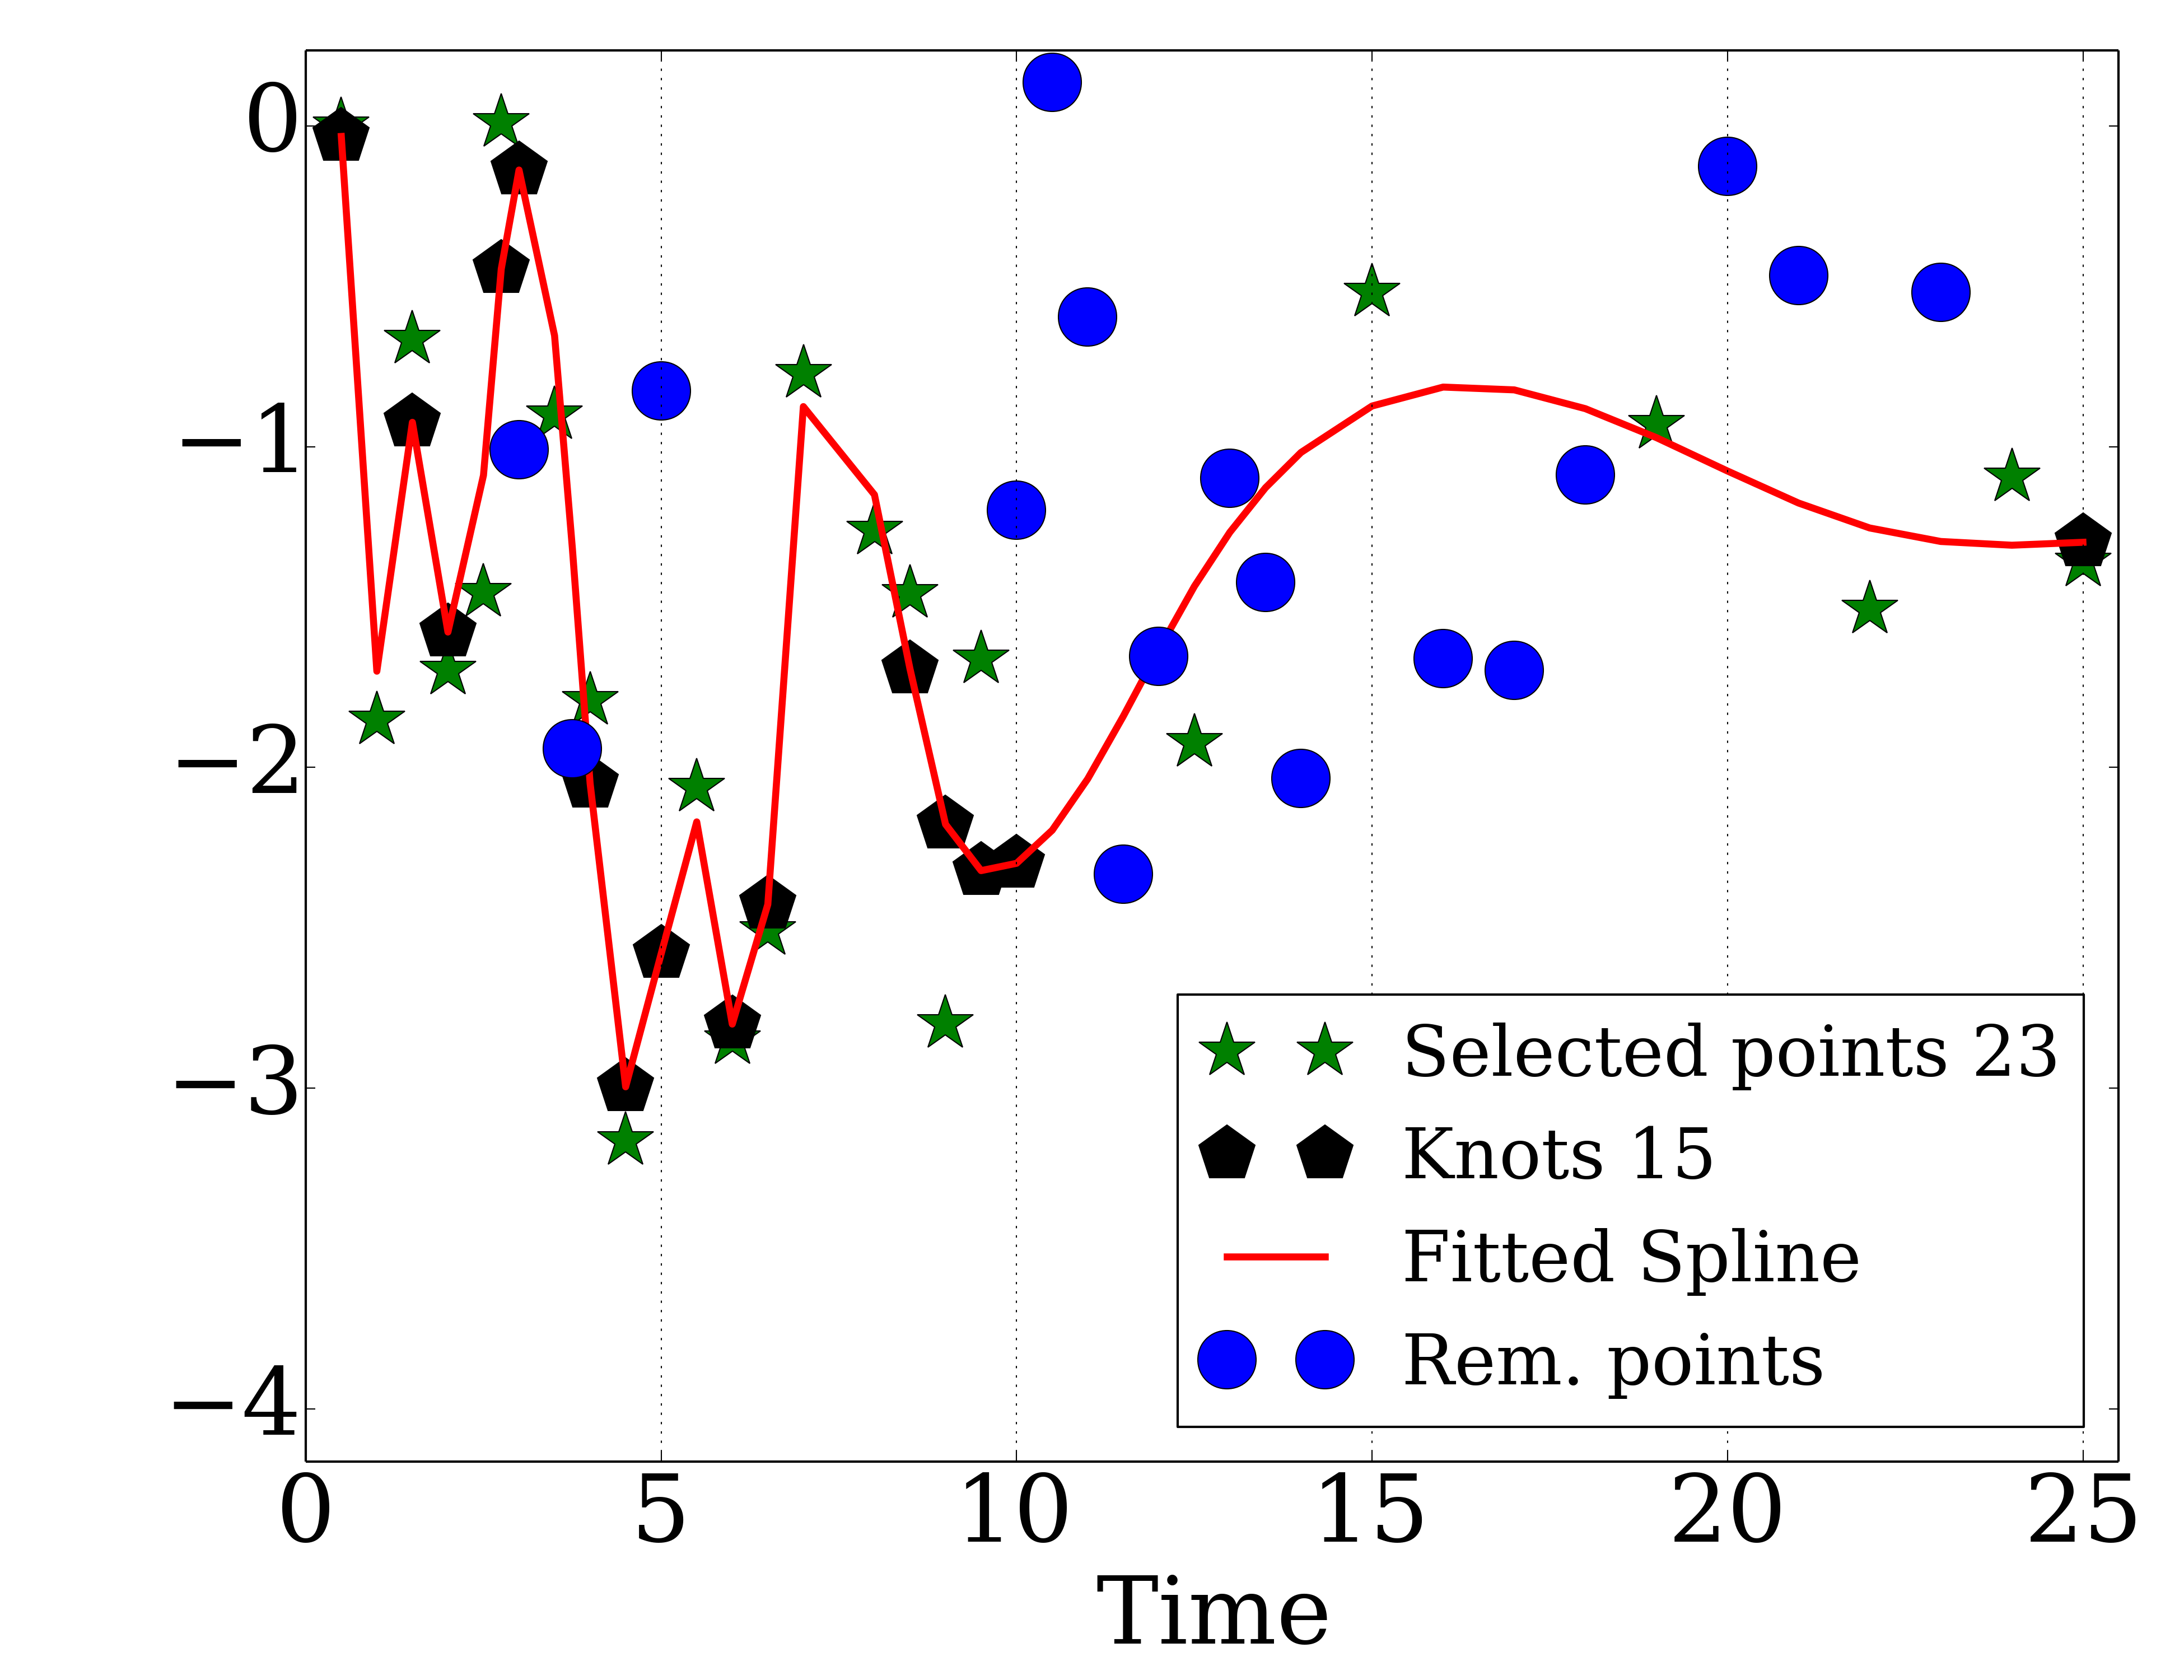 0
−1
−2
−3
−4
Selected points 23
Knots 15
Fitted Spline
Rem. points
0 5 10 15 20 25
Time